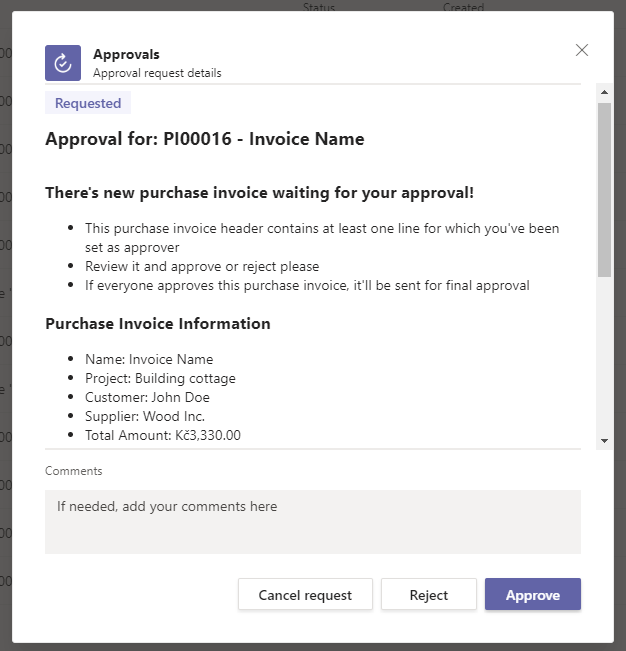 Status Created
Approvals
Approval request details
Requested
Approval for: PI00016 - Invoice Name
There's new purchase invoice waiting for your approval!
This purchase invoice header contains at least one line for which you've been
set as approver
Review it and approve or reject please
If everyone approves this purchase invoice, it'll be sent for final approval
Purchase Invoice Information
Name: Invoice Name
Project: Building cottage
Customer: John Doe
Supplier: Wood Inc.
Total Amount: Kč3,330.00
Comments
If needed, add your comments here
Cancel request Reject Approve